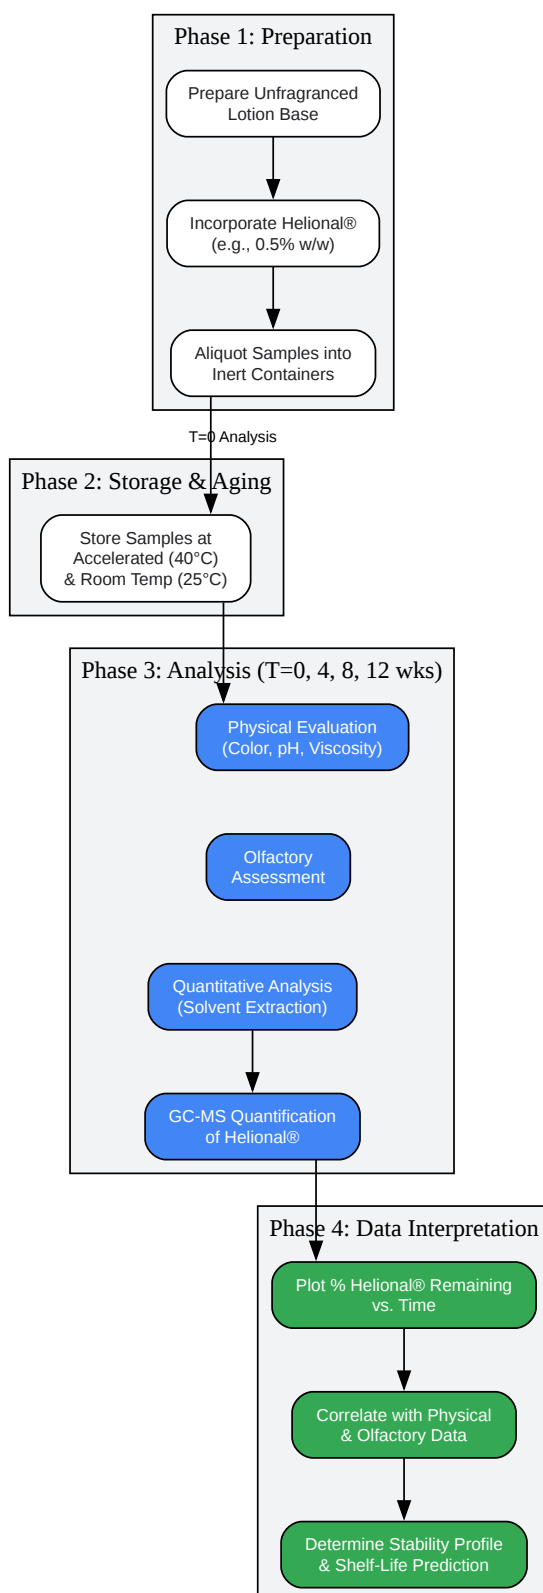 Phase 1: Preparation
Prepare Unfragranced
Lotion Base
Incorporate Helional®
(e.g., 0.5% w/w)
Aliquot Samples into
Inert Containers
T=0 Analysis
Phase 2: Storage & Aging
Store Samples at
Accelerated (40°C)
& Room Temp (25°C)
Phase 3: Analysis (T=0, 4, 8, 12 wks)
Physical Evaluation
(Color, pH, Viscosity)
Olfactory
Assessment
Quantitative Analysis
(Solvent Extraction)
GC-MS Quantification
of Helional®
Phase 4: Data Interpretation
Plot % Helional® Remaining
vs. Time
Correlate with Physical
& Olfactory Data
Determine Stability Profile
& Shelf-Life Prediction